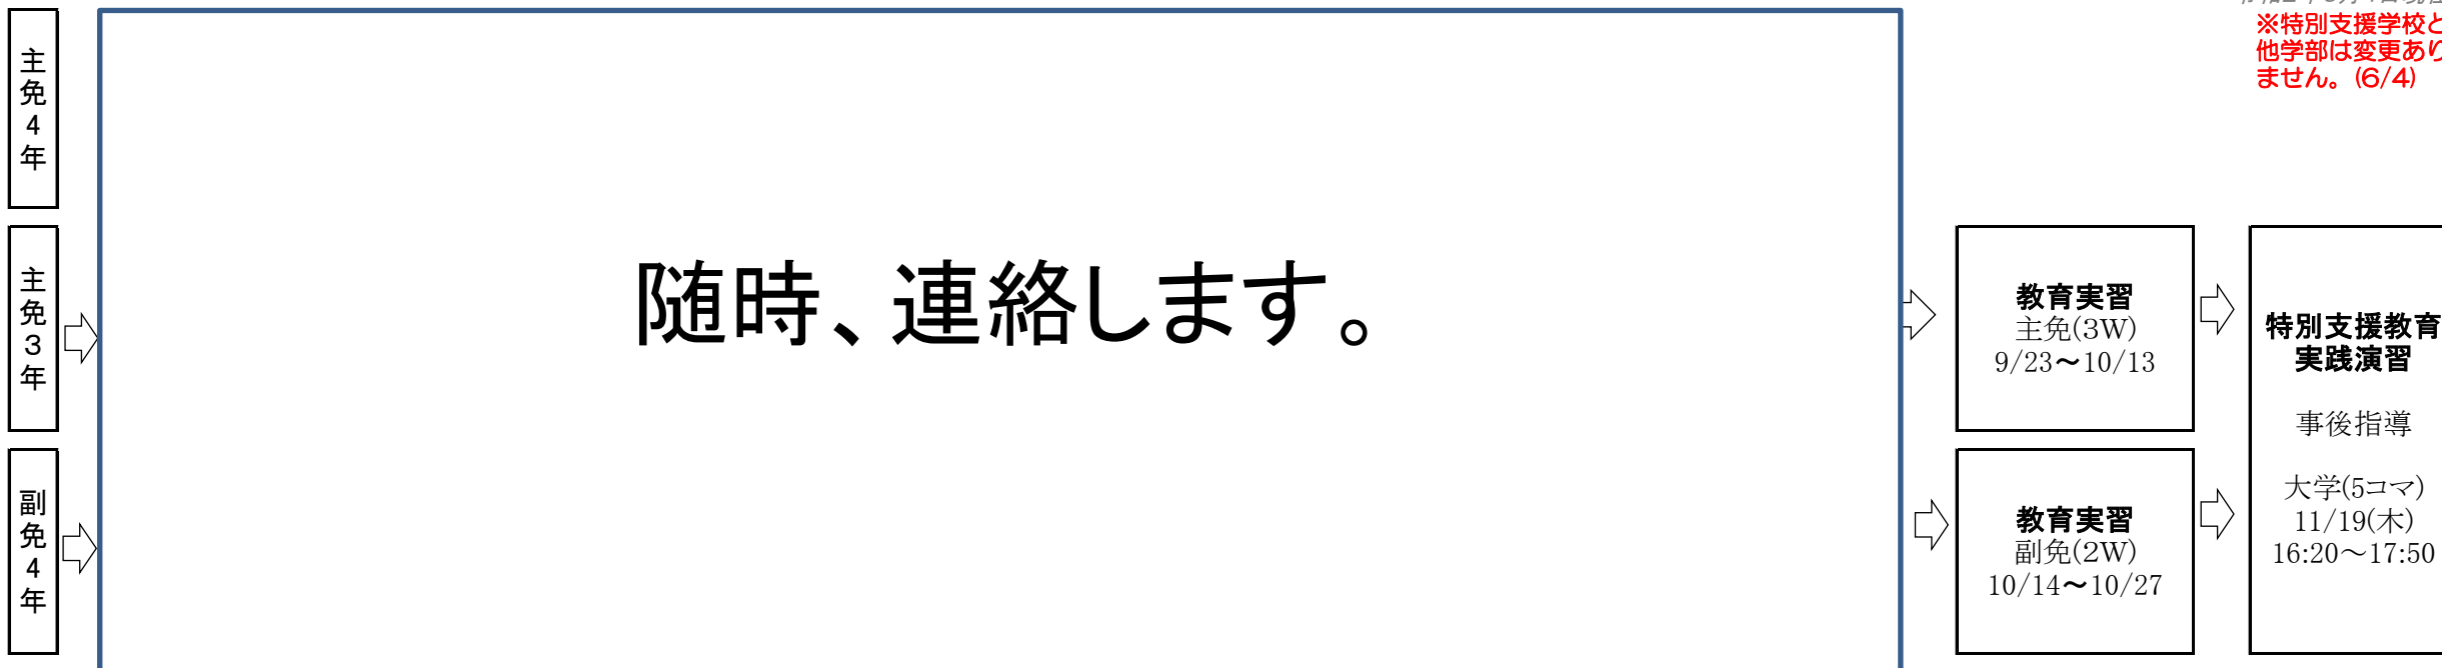 ※特別支援学校と
他学部は変更あり
ません。(6/4)
主免4年
主免3年
副免4年
随時、連絡します。
教育実習
主免(3W)
9/23～10/13
教育実習
副免(2W)
10/14～10/27
特別支援教育
実践演習
事後指導
大学(5コマ)
11/19(木)
16:20～17:50